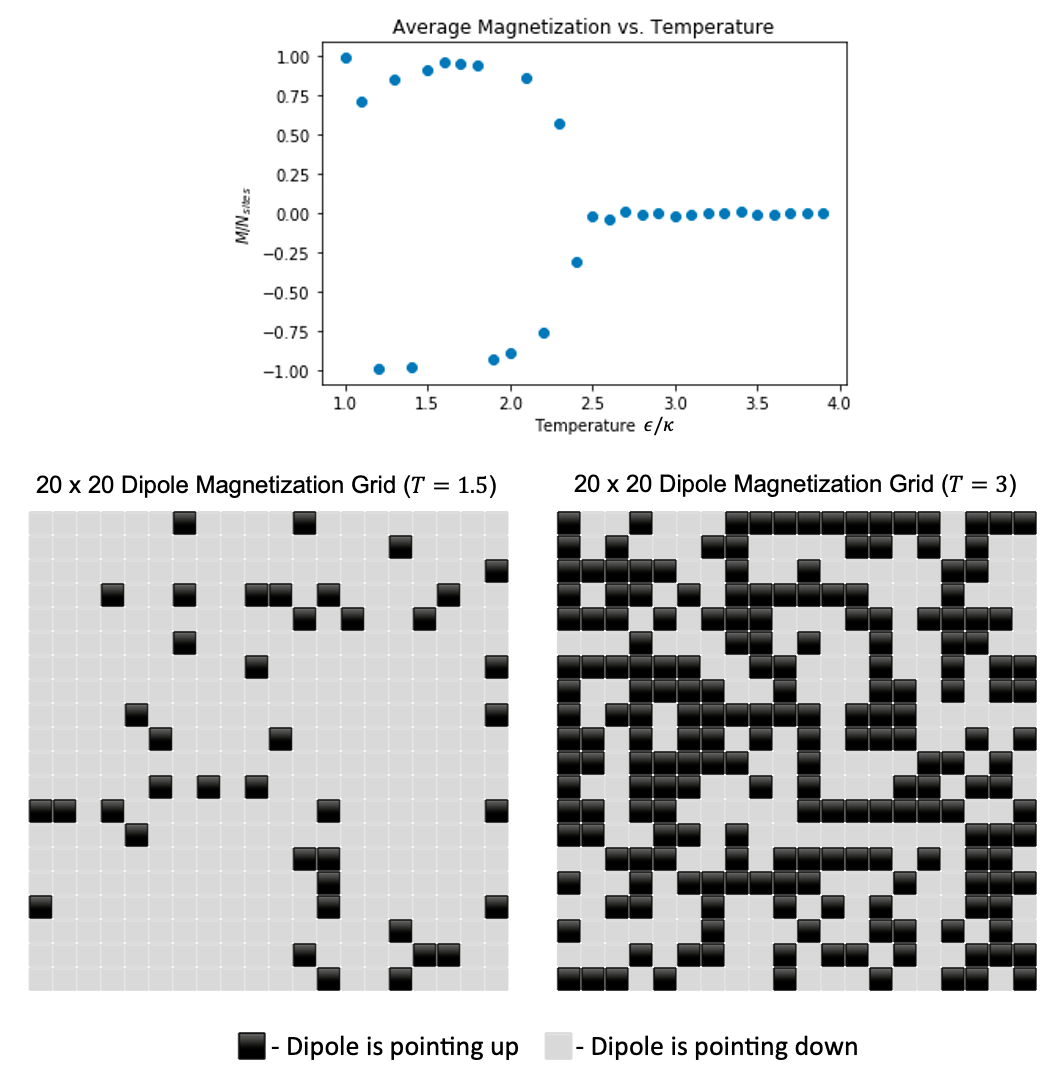 Average Magnetization vs. Temperature
1.00
0.75
0.50
0.25
0.00
−0.25
−0.50
−0.75
−1.00
M/N_sites
1.0 1.5 2.0 2.5 3.0 3.5 4.0
Temperature ϵ/κ
20 x 20 Dipole Magnetization Grid (T = 1.5)
20 x 20 Dipole Magnetization Grid (T = 3)
- Dipole is pointing up
- Dipole is pointing down